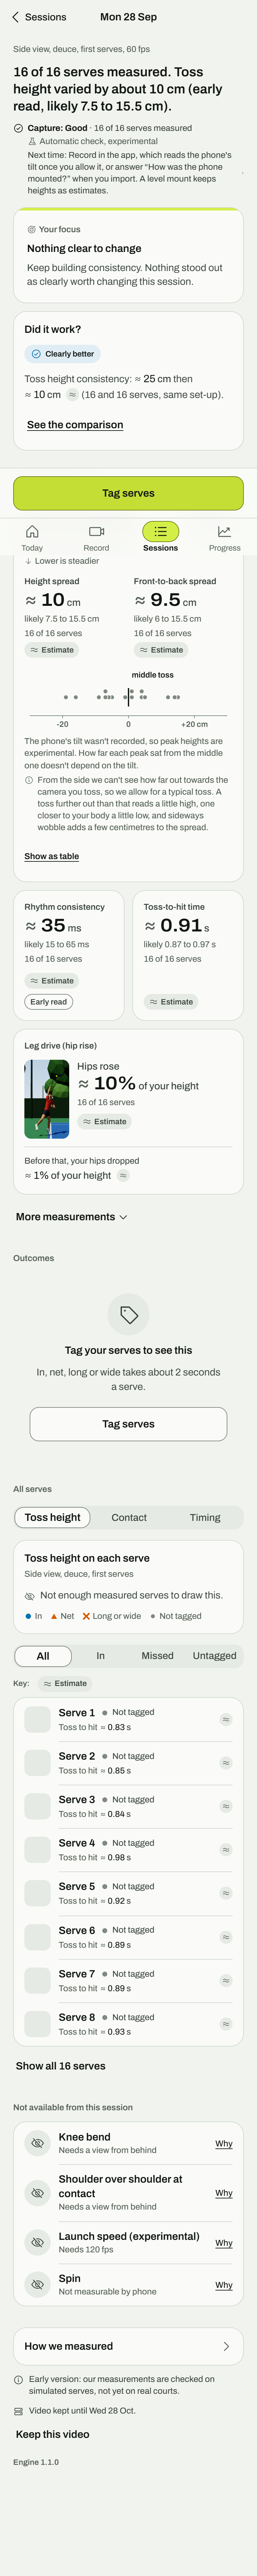 Sessions
Mon 28 Sep
Side view, deuce, first serves, 60 fps
16 of 16 serves measured. Toss
height varied by about 10 cm (early
read, likely 7.5 to 15.5 cm).
Capture: Good · 16 of 16 serves measured
Automatic check, experimental
Next time: Record in the app, which reads the phone's
tilt once you allow it, or answer “How was the phone
mounted?” when you import. A level mount keeps
heights as estimates.
Your focus
Nothing clear to change
Keep building consistency. Nothing stood out
as clearly worth changing this session.
Did it work?
Clearly better
Toss height consistency: ≈ 25 cm then
≈ 10 cm ≈ (16 and 16 serves, same set-up).
See the comparison
Tag serves
Today
Record
Sessions
Progress
↓ Lower is steadier
Height spread
≈ 10 cm
likely 7.5 to 15.5 cm
16 of 16 serves
≈ Estimate
Front-to-back spread
≈ 9.5 cm
likely 6 to 15.5 cm
16 of 16 serves
≈ Estimate
middle toss
-20
0
+20 cm
The phone's tilt wasn't recorded, so peak heights are
experimental. How far each peak sat from the middle
one doesn't depend on the tilt.
From the side we can't see how far out towards the
camera you toss, so we allow for a typical toss. A
toss further out than that reads a little high, one
closer to your body a little low, and sideways
wobble adds a few centimetres to the spread.
Show as table
Rhythm consistency
≈ 35 ms
likely 15 to 65 ms
16 of 16 serves
≈ Estimate
Early read
Toss-to-hit time
≈ 0.91 s
likely 0.87 to 0.97 s
16 of 16 serves
≈ Estimate
Leg drive (hip rise)
Hips rose
≈ 10% of your height
16 of 16 serves
≈ Estimate
Before that, your hips dropped
≈ 1% of your height ≈
More measurements
Outcomes
Tag your serves to see this
In, net, long or wide takes about 2 seconds
a serve.
Tag serves
All serves
Toss height
Contact
Timing
Toss height on each serve
Side view, deuce, first serves
Not enough measured serves to draw this.
In
Net
Long or wide
Not tagged
All
In
Missed
Untagged
Key: ≈ Estimate
Serve 1 Not tagged
Toss to hit ≈ 0.83 s ≈
Serve 2 Not tagged
Toss to hit ≈ 0.85 s ≈
Serve 3 Not tagged
Toss to hit ≈ 0.84 s ≈
Serve 4 Not tagged
Toss to hit ≈ 0.98 s ≈
Serve 5 Not tagged
Toss to hit ≈ 0.92 s ≈
Serve 6 Not tagged
Toss to hit ≈ 0.89 s ≈
Serve 7 Not tagged
Toss to hit ≈ 0.89 s ≈
Serve 8 Not tagged
Toss to hit ≈ 0.93 s ≈
Show all 16 serves
Not available from this session
Knee bend
Needs a view from behind
Why
Shoulder over shoulder at
contact
Needs a view from behind
Why
Launch speed (experimental)
Needs 120 fps
Why
Spin
Not measurable by phone
Why
How we measured
Early version: our measurements are checked on
simulated serves, not yet on real courts.
Video kept until Wed 28 Oct.
Keep this video
Engine 1.1.0